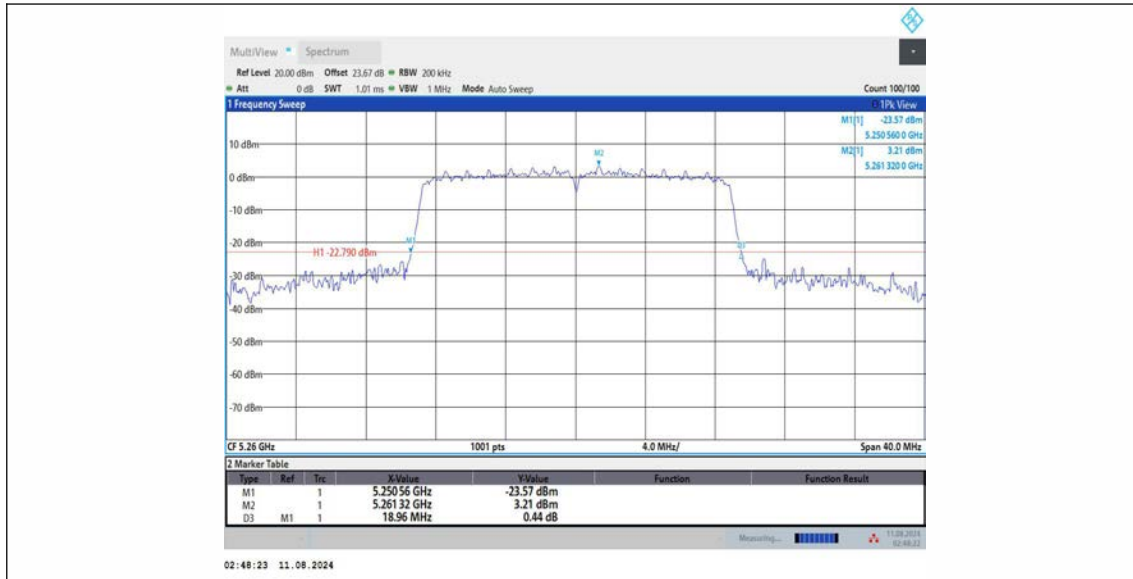 MultiView Spectrum
Ref Level 20.00 dBm Offset 23.67 dB RBW 200 kHz
Att 0 dB SWT 1.01 ms VBW 1 MHz Mode Auto Sweep Count 100/100
1 Frequency Sweep 1Pk View
M1[1] -23.57 dBm
5.250 560 0 GHz
M2[1] 3.21 dBm
5.261 320 0 GHz
10 dBm
M2
0 dBm
-10 dBm
-20 dBm
M1
D3
H1 -22.790 dBm
-30 dBm
-40 dBm
-50 dBm
-60 dBm
-70 dBm
CF 5.26 GHz 1001 pts 4.0 MHz/ Span 40.0 MHz
2 Marker Table
Type Ref Trc X-Value Y-Value Function Function Result
M1 1 5.250 56 GHz -23.57 dBm
M2 1 5.261 32 GHz 3.21 dBm
D3 M1 1 18.96 MHz 0.44 dB
Measuring... 11.08.2024
02:48:22
02:48:23 11.08.2024